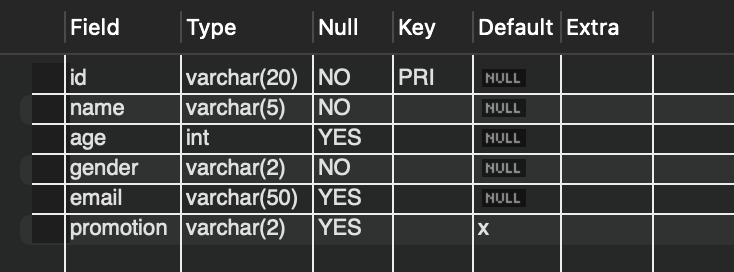 Field Type Null Key Default Extra
id varchar(20) NO PRI NULL
name varchar(5) NO NULL
age int YES NULL
gender varchar(2) NO NULL
email varchar(50) YES NULL
promotion varchar(2) YES x